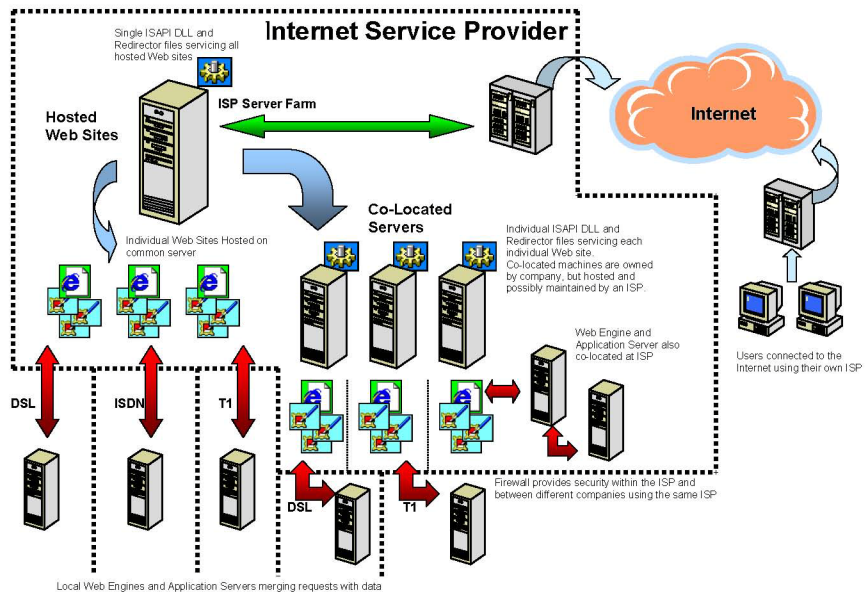 Internet Service Provider
Single ISAPI DLL and
Redirector files servicing all
hosted Web sites
ISP Server Farm
Hosted
Web Sites
Internet
Individual Web Sites Hosted on
common server
Co-Located
Servers
Individual ISAPI DLL and
Redirector files servicing each
individual Web site.
Co-located machines are owned
by company, but hosted and
possibly maintained by an ISP.
Web Engine and
Application Server also
co-located at ISP
Users connected to the
Internet using their own ISP
DSL
ISDN
T1
DSL
T1
Firewall provides security within the ISP and
between different companies using the same ISP
Local Web Engines and Application Servers merging requests with data